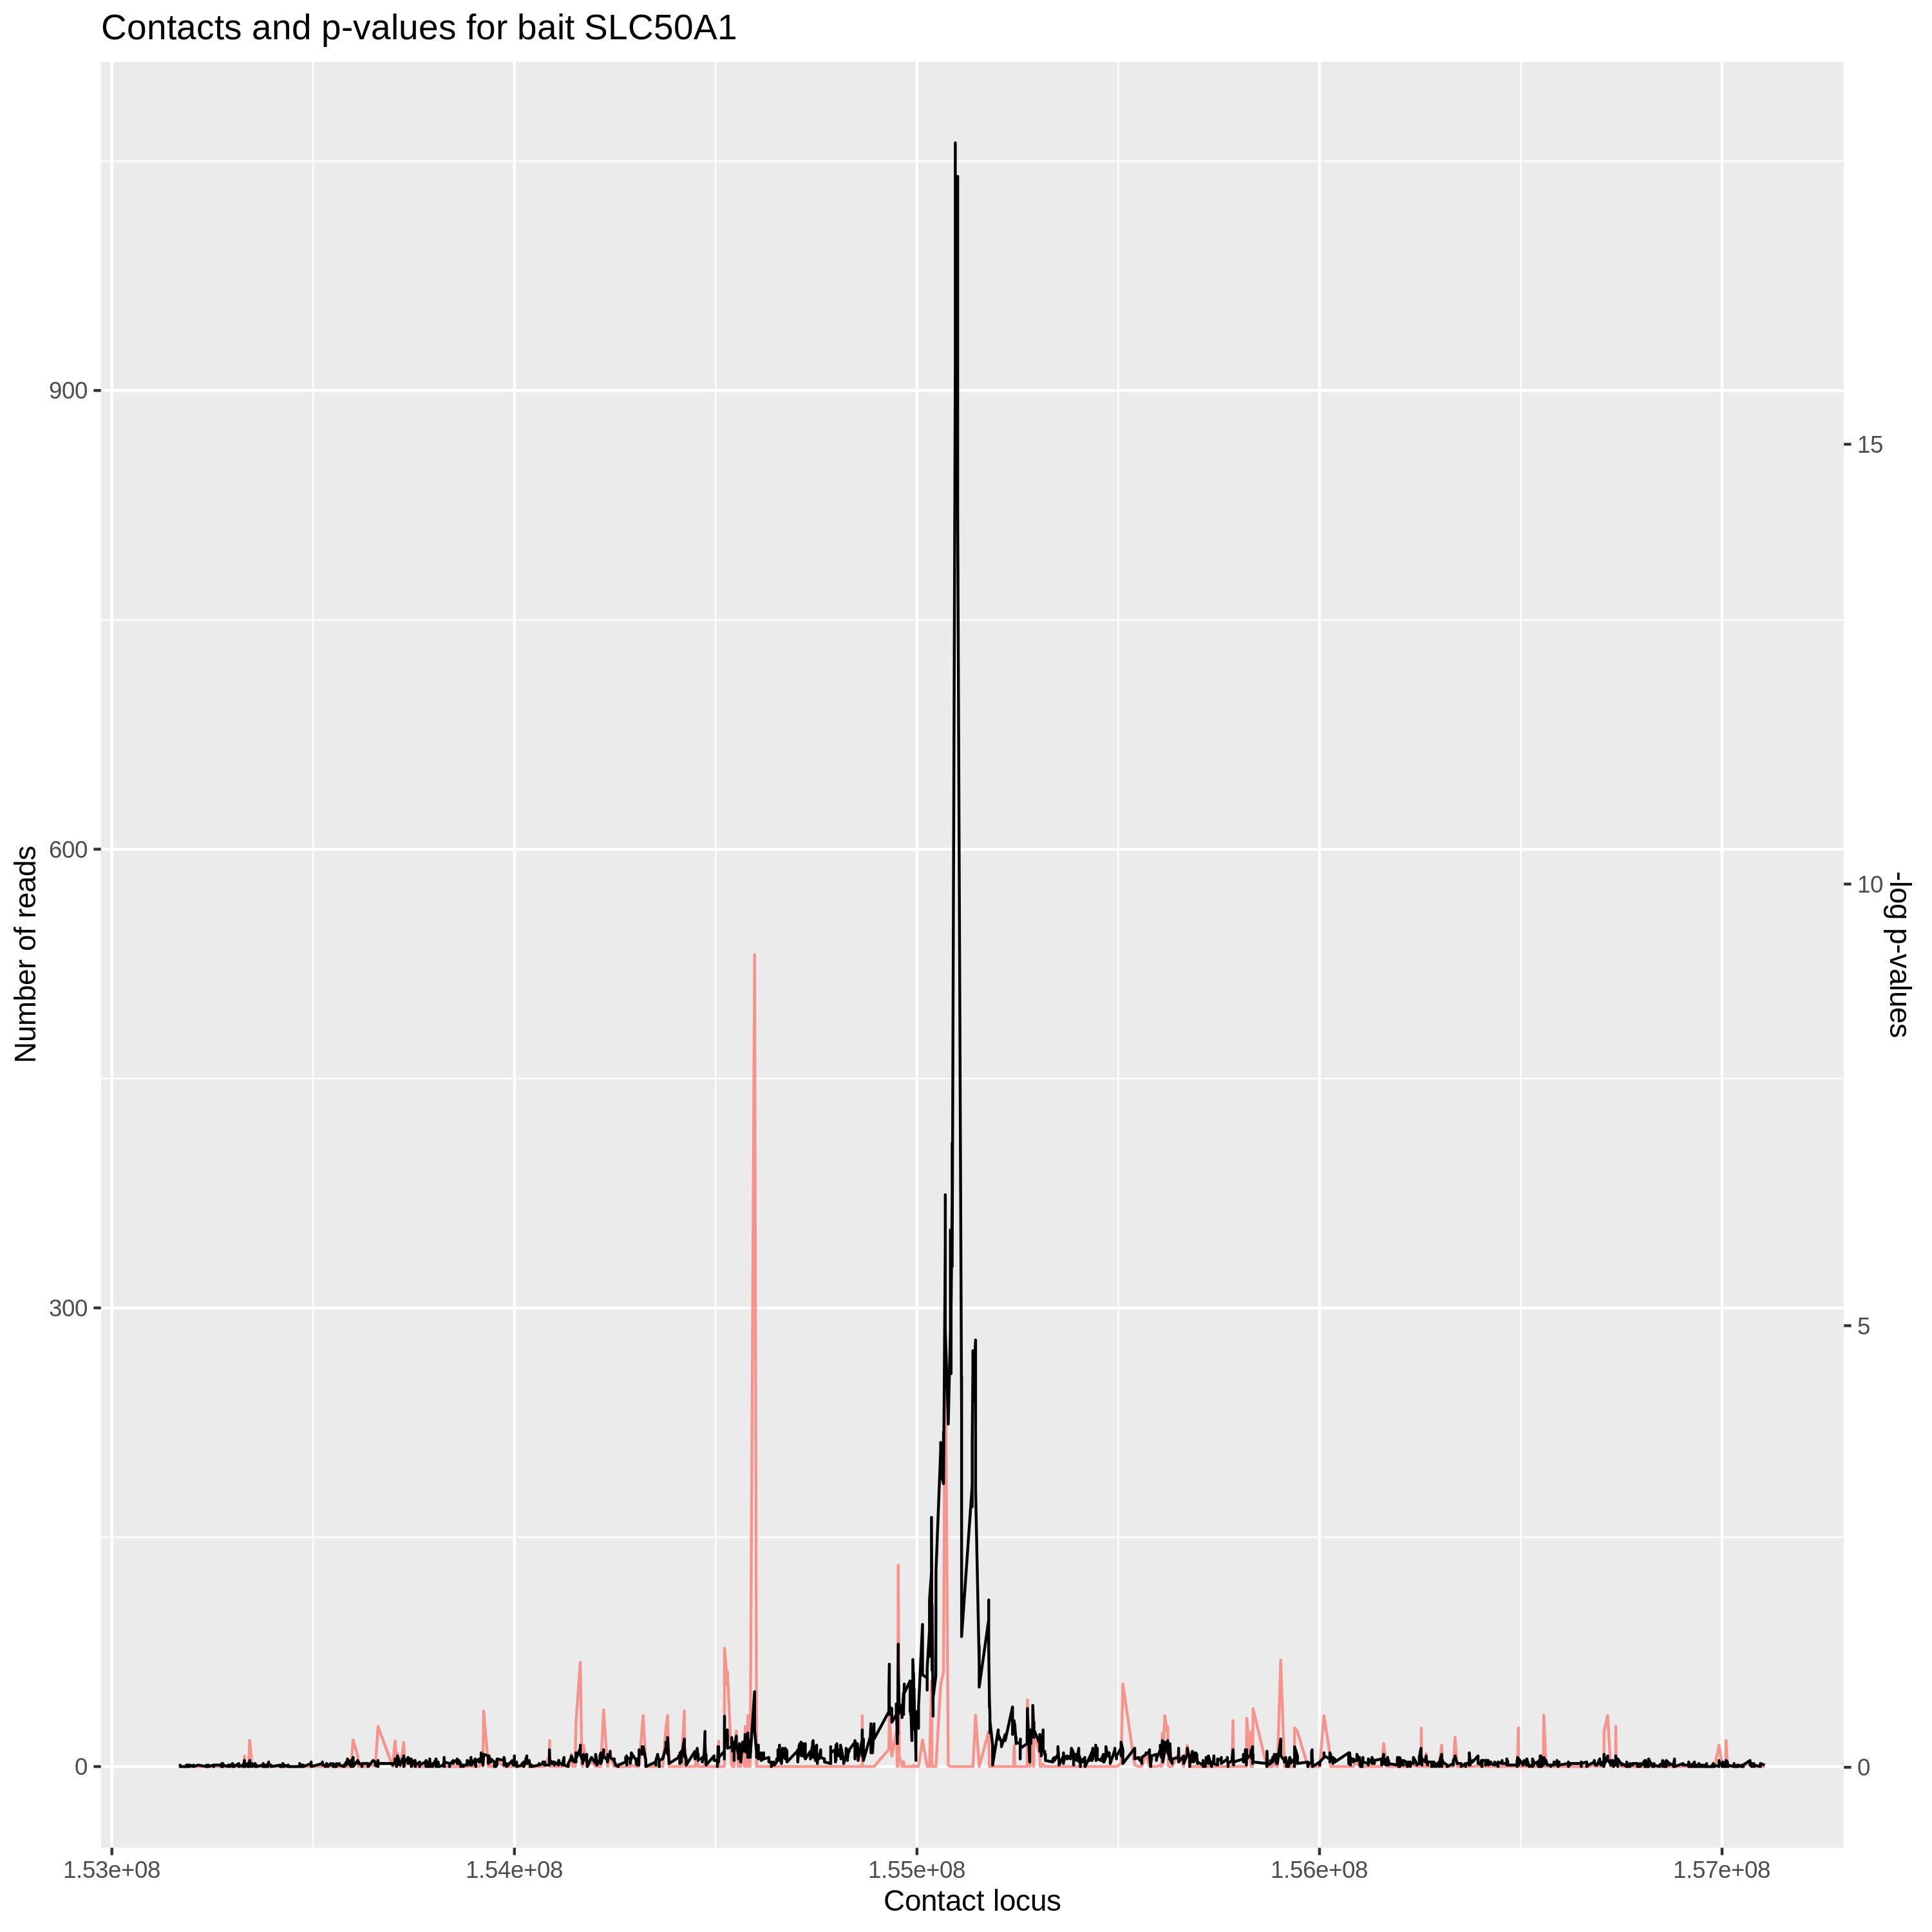 Contacts and p-values for bait SLC50A1
900
600
300
0
Number of reads
15
10
5
0
-log p-values
1.53e+08
1.54e+08
1.55e+08
1.56e+08
1.57e+08
Contact locus